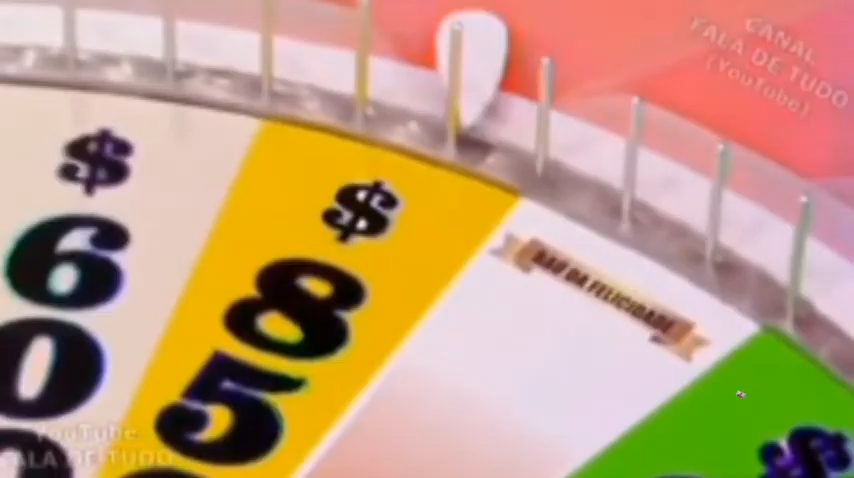 CANAL
FALA DE TUDO
(YouTube)
$
6
0
$
8
5
BAÚ DA FELICIDADE
$
YouTube
FALA DE TUDO